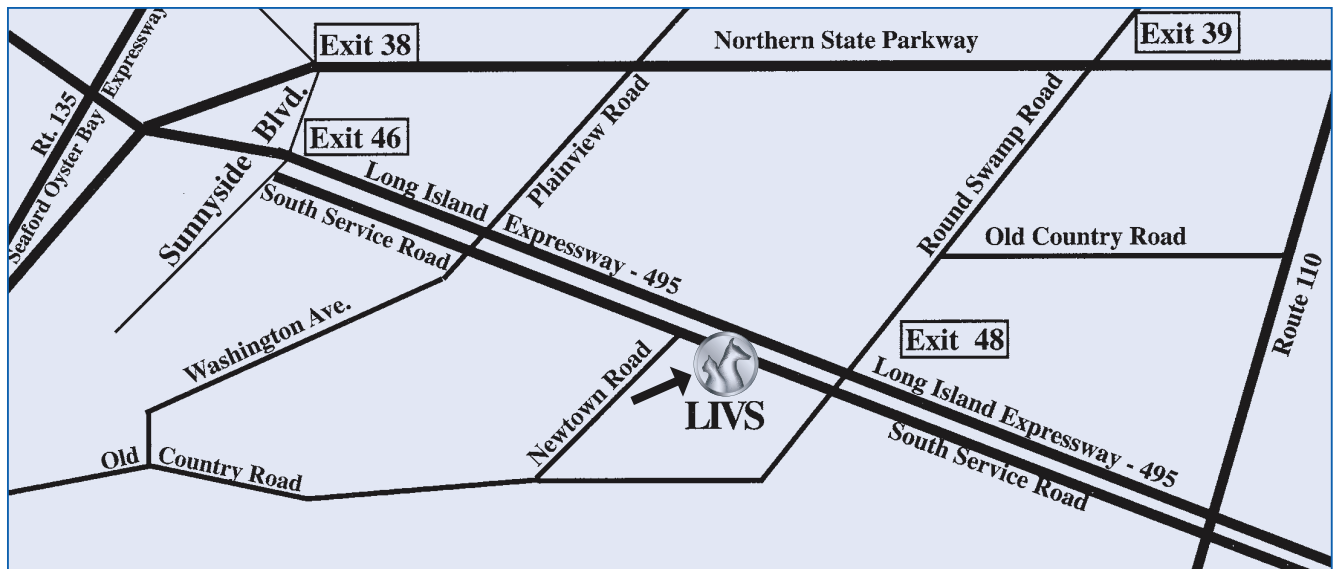 Exit 38
Northern State Parkway
Exit 39
Rt. 135
Seaford Oyster Bay Expressway
Sunnyside Blvd.
Exit 46
Plainview Road
Round Swamp Road
Long Island Expressway - 495
South Service Road
Old Country Road
Route 110
Washington Ave.
Exit 48
Newtown Road
LIVS
Long Island Expressway - 495
South Service Road
Old Country Road